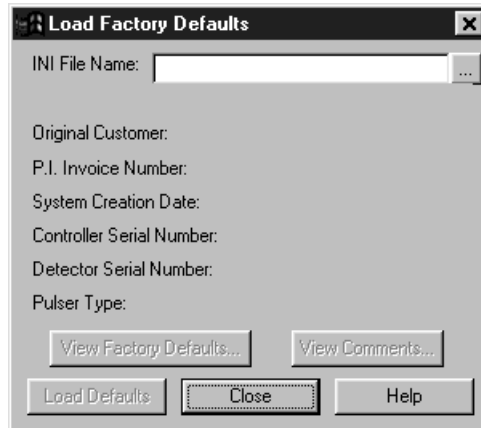 Load Factory Defaults
INI File Name:
...
Original Customer:
P.I. Invoice Number:
System Creation Date:
Controller Serial Number:
Detector Serial Number:
Pulser Type:
View Factory Defaults... View Comments...
Load Defaults Close Help